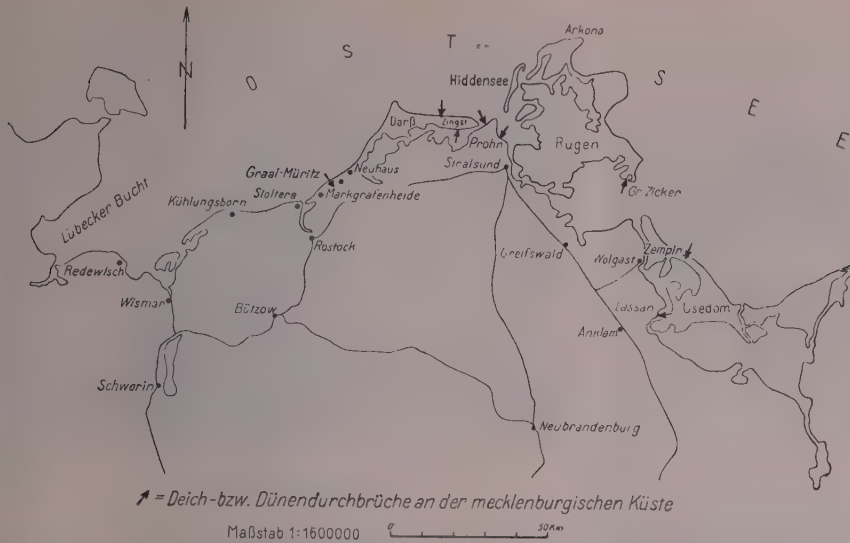 Arkona
O S T S E E
N
Hiddensee
Darß
Zingst
Prohn
Rügen
Stralsund
Graal-Müritz
Neuhaus
Stoltera
Markgrafenheide
Kühlungsborn
Gr. Zicker
Lübecker Bucht
Rostock
Greifswald
Wolgast
Zempin
Redewisch
Wismar
Bützow
Lassan
Usedom
Anklam
Schwerin
Neubrandenburg
= Deich-bzw. Dünendurchbrüche an der mecklenburgischen Küste
Maßstab 1:1600000
0 50Km